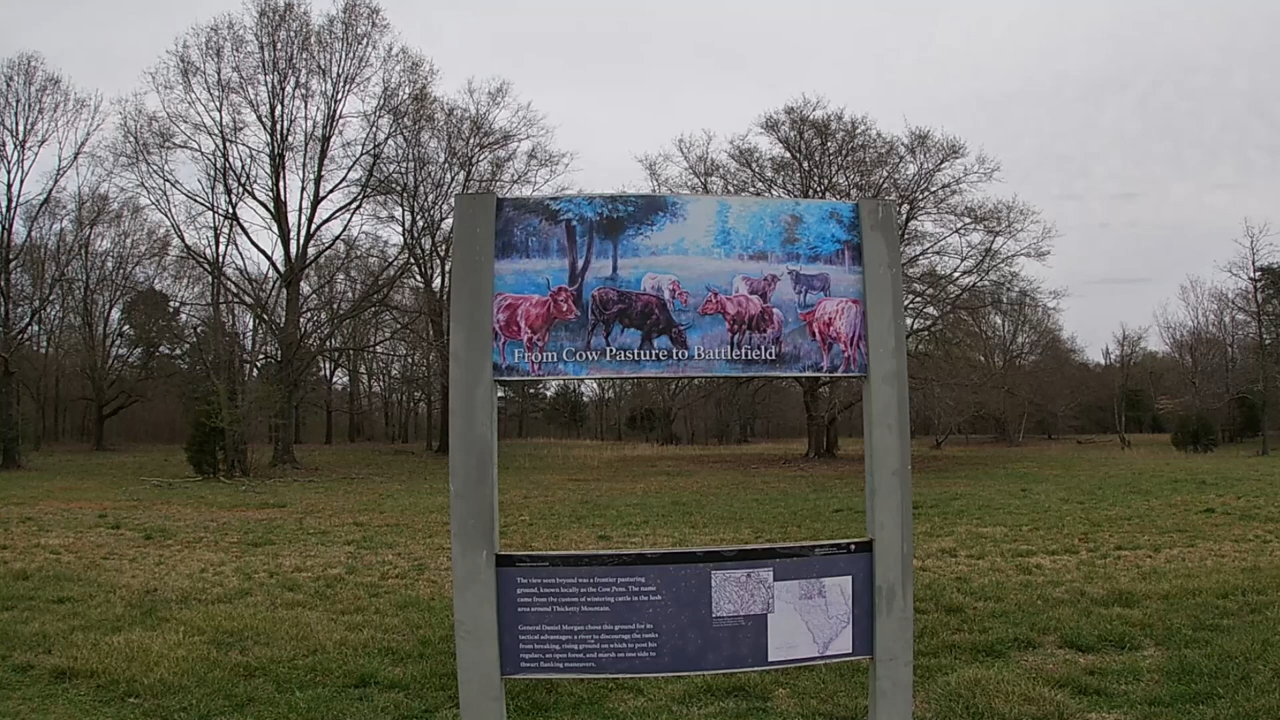 From Cow Pasture to Battlefield
The view seen beyond was a frontier pasturing
ground, known locally as the Cow Pens. The name
came from the custom of wintering cattle in the lush
area around Thicketty Mountain.
General Daniel Morgan chose this ground for its
tactical advantages: a river to discourage the ranks
from breaking, rising ground on which to post his
regulars, an open forest, and marsh on one side to
thwart flanking maneuvers.